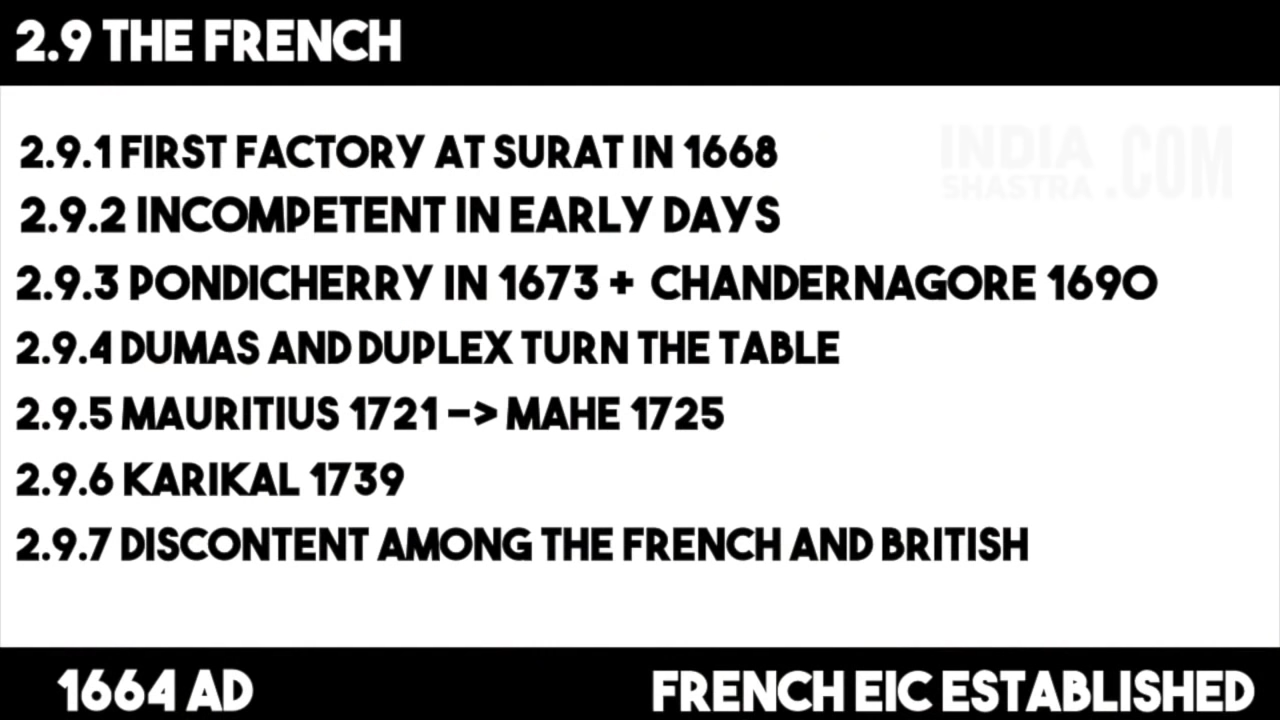 2.9 THE FRENCH
INDIA
SHASTRA .COM
2.9.1 FIRST FACTORY AT SURAT IN 1668
2.9.2 INCOMPETENT IN EARLY DAYS
2.9.3 PONDICHERRY IN 1673 + CHANDERNAGORE 1690
2.9.4 DUMAS AND DUPLEX TURN THE TABLE
2.9.5 MAURITIUS 1721 -> MAHE 1725
2.9.6 KARIKAL 1739
2.9.7 DISCONTENT AMONG THE FRENCH AND BRITISH
1664 AD FRENCH EIC ESTABLISHED